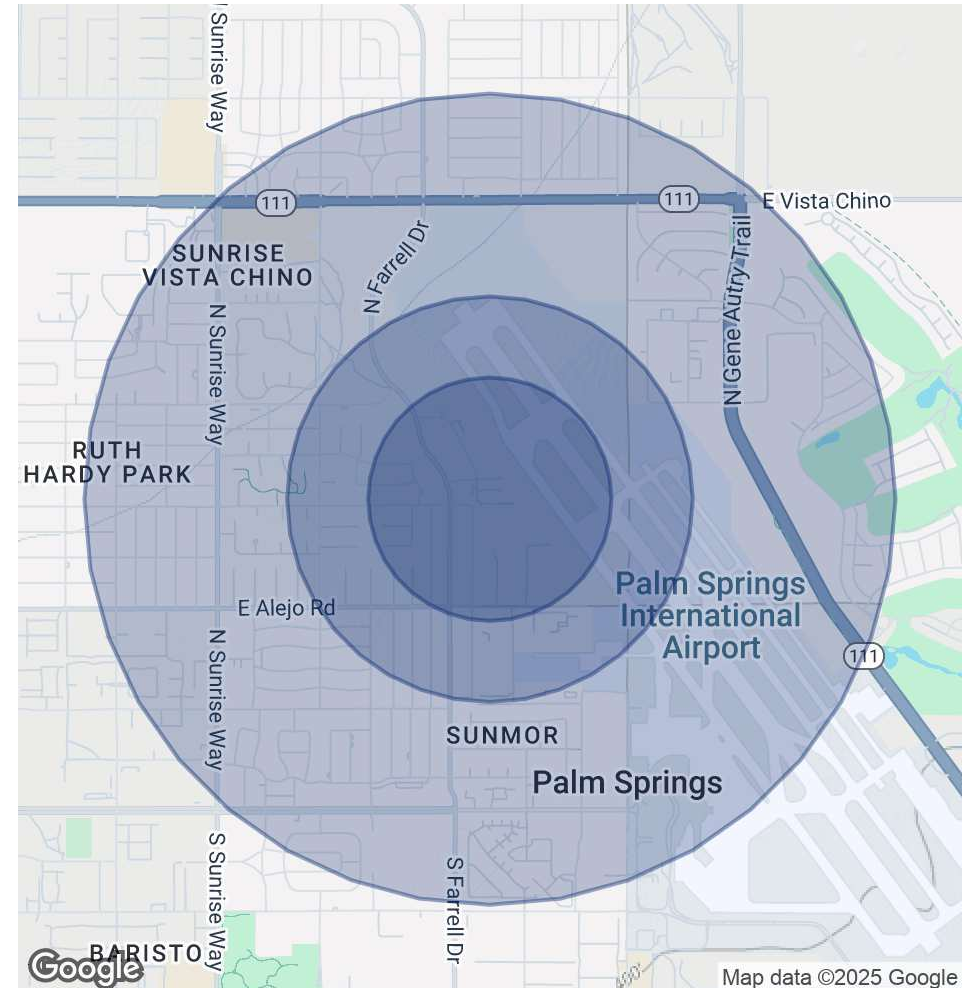 N Sunrise Way
111
111
E Vista Chino
SUNRISE
VISTA CHINO
N Farrell Dr
N Gene Autry Trail
N Sunrise Way
RUTH
HARDY PARK
Palm Springs
International
Airport
E Alejo Rd
N Sunrise Way
111
SUNMOR
Palm Springs
S Sunrise Way
S Farrell Dr
BARISTO
Google
Map data ©2025 Google